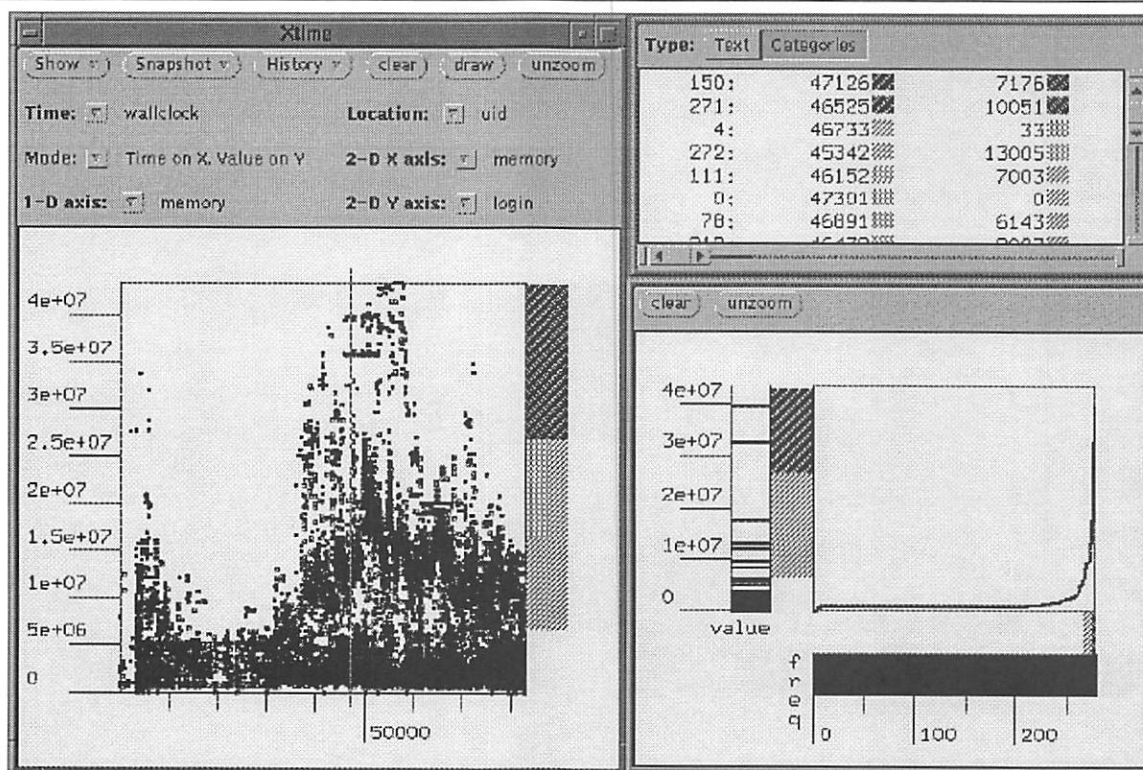 Xtime
Show Snapshot History clear draw unzoom
Time: wallclock Location: uid
Mode: Time on X, Value on Y 2-D X axis: memory
1-D axis: memory 2-D Y axis: login
4e+07
3.5e+07
3e+07
2.5e+07
2e+07
1.5e+07
1e+07
5e+06
0
50000
Type: Text Categories
150: 47126 7176
271: 46525 10051
4: 46733 33
272: 45342 13005
111: 46152 7003
0: 47301 0
78: 46891 6143
clear unzoom
4e+07
3e+07
2e+07
1e+07
0
value
freq
0 100 200